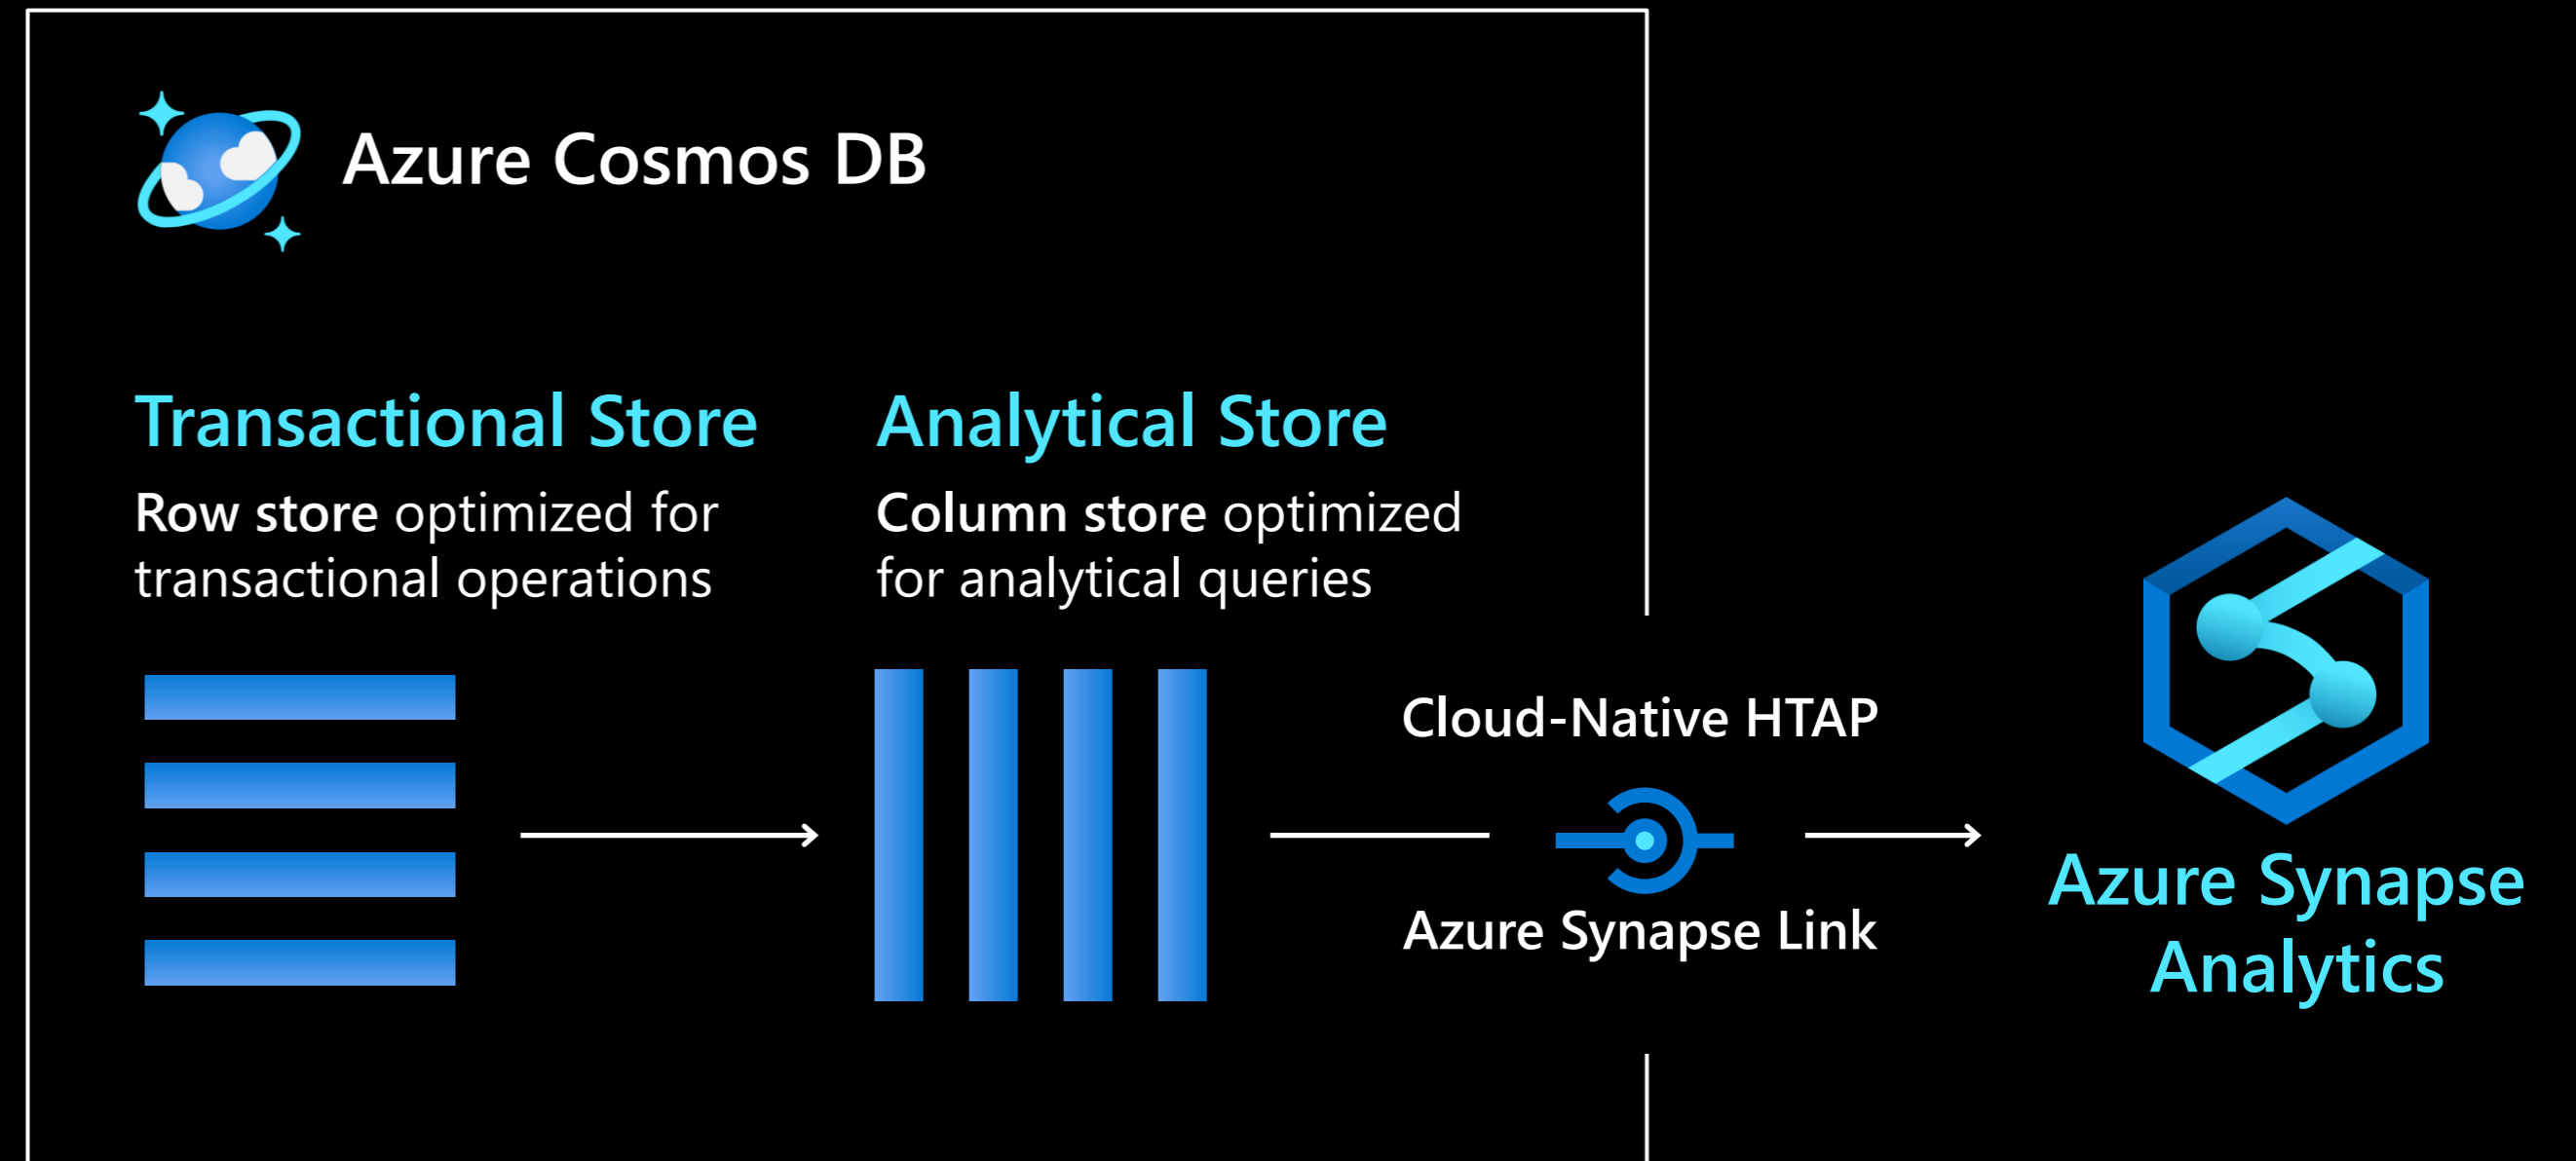 Azure Cosmos DB
Transactional Store
Row store optimized for
transactional operations
Analytical Store
Column store optimized
for analytical queries
Cloud-Native HTAP
Azure Synapse Link
Azure Synapse
Analytics